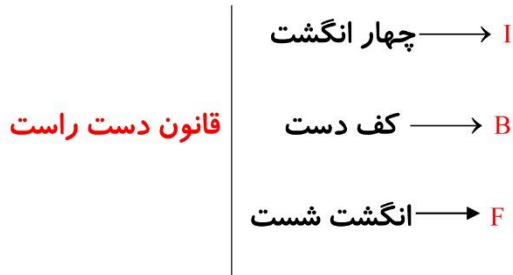 چهار انگشت ⟶ I
قانون دست راست
کف دست ⟶ B
انگشت شست ⟶ F